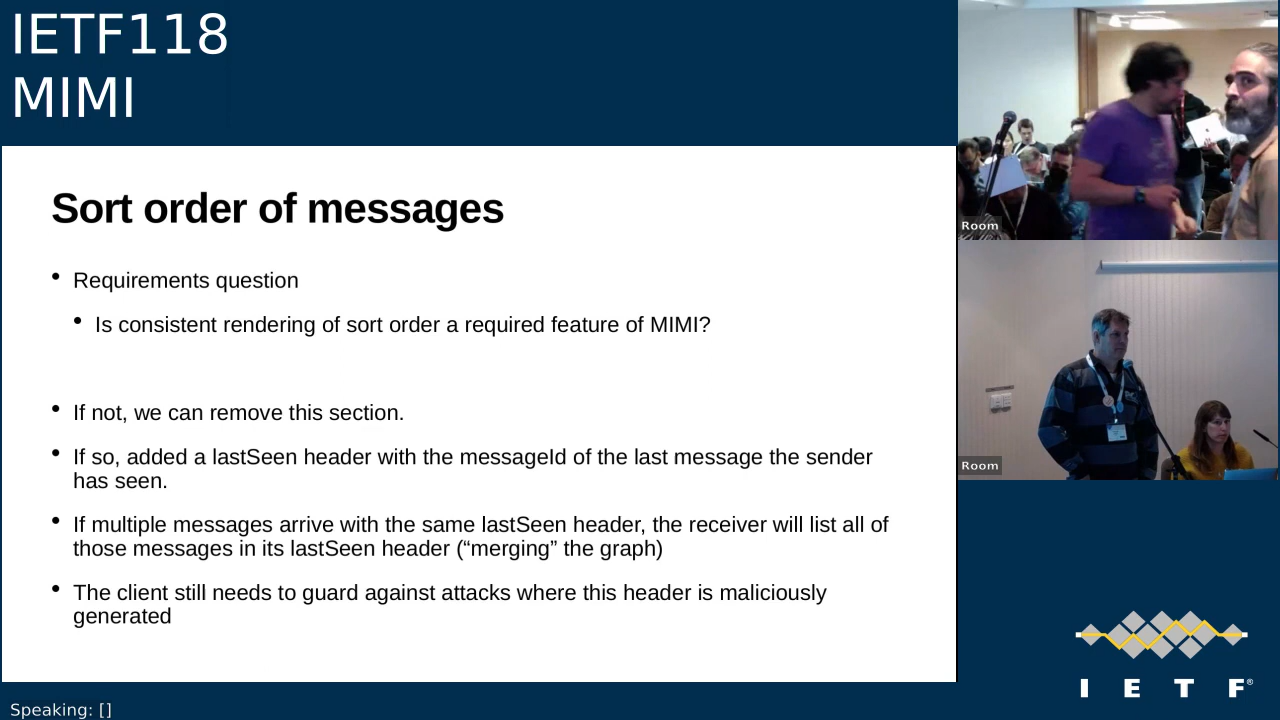 IETF118
MIMI
Sort order of messages
• Requirements question
• Is consistent rendering of sort order a required feature of MIMI?
• If not, we can remove this section.
• If so, added a lastSeen header with the messageId of the last message the sender
has seen.
• If multiple messages arrive with the same lastSeen header, the receiver will list all of
those messages in its lastSeen header (“merging” the graph)
• The client still needs to guard against attacks where this header is maliciously
generated
Room
Room
I E T F®
Speaking: []